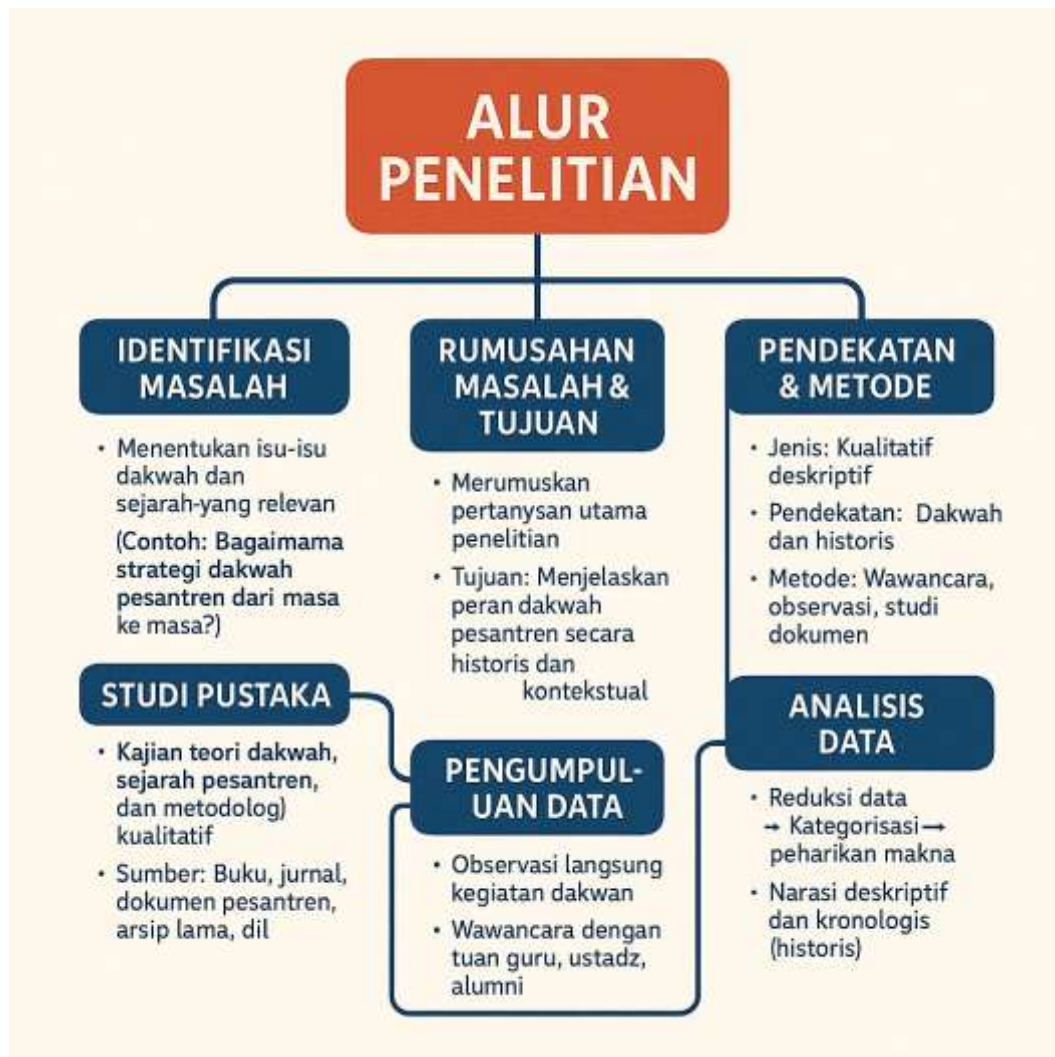 ALUR
PENELITIAN
IDENTIFIKASI
MASALAH
• Menentukan isu-isu
dakwah dan
sejarah-yang relevan
(Contoh: Bagaimama
strategi dakwah
pesantren dari masa
ke masa?)
RUMUSAHAN
MASALAH &
TUJUAN
• Merumuskan
pertanysan utama
penelitian
• Tujuan: Menjelaskan
peran dakwah
pesantren secara
historis dan
kontekstual
PENDEKATAN
& METODE
• Jenis: Kualitatif
deskriptif
• Pendekatan: Dakwah
dan historis
• Metode: Wawancara,
observasi, studi
dokumen
STUDI PUSTAKA
• Kajian teori dakwah,
sejarah pesantren,
dan metodolog)
kualitatif
• Sumber: Buku, jurnal,
dokumen pesantren,
arsip lama, dil
PENGUMPUL-
UAN DATA
• Observasi langsung
kegiatan dakwan
• Wawancara dengan
tuan guru, ustadz,
alumni
ANALISIS
DATA
• Reduksi data
→ Kategorisasi →
peharikan makna
• Narasi deskriptif
dan kronologis
(historis)